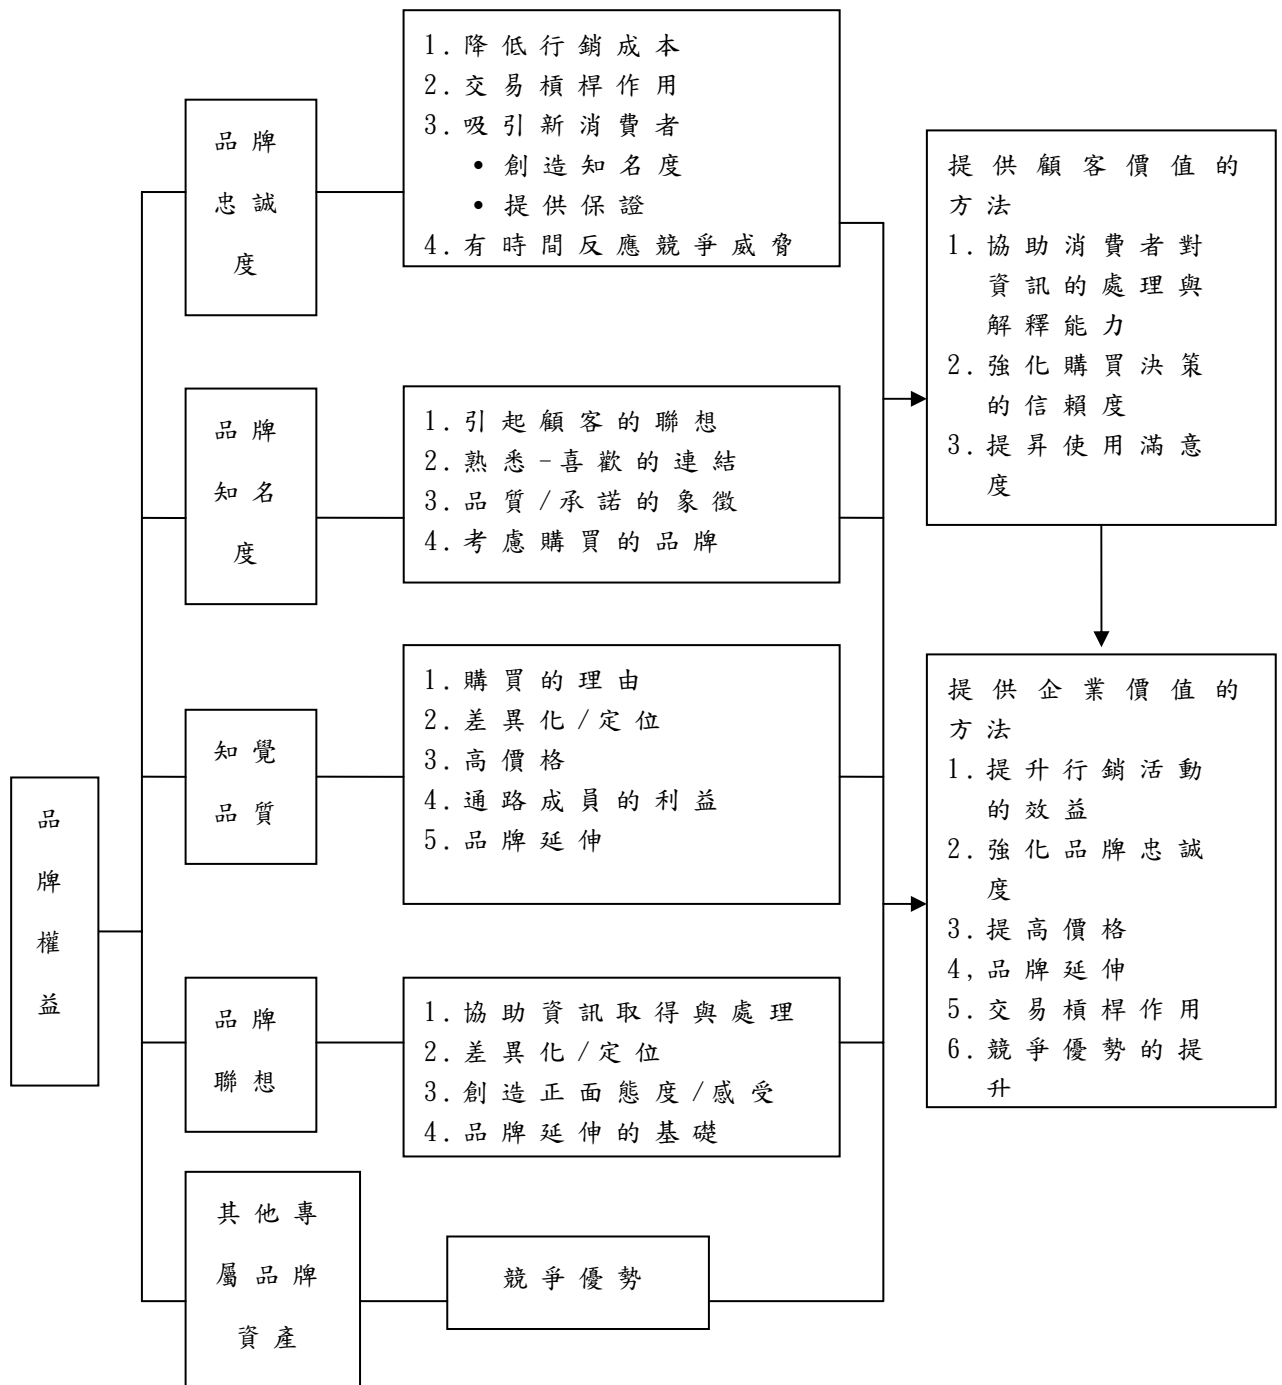 品牌
權
益
品牌
忠誠
度
1.降低行銷成本
2.交易槓桿作用
3.吸引新消費者
•創造知名度
•提供保證
4.有時間反應競爭威脅
品牌
知名
度
1.引起顧客的聯想
2.熟悉-喜歡的連結
3.品質/承諾的象徵
4.考慮購買的品牌
知覺
品質
1.購買的理由
2.差異化/定位
3.高價格
4.通路成員的利益
5.品牌延伸
品牌
聯想
1.協助資訊取得與處理
2.差異化/定位
3.創造正面態度/感受
4.品牌延伸的基礎
其他專
屬品牌
資產
競爭優勢
提供顧客價值的
方法
1.協助消費者對
資訊的處理與
解釋能力
2.強化購買決策
的信賴度
3.提昇使用滿意
度
提供企業價值的
方法
1.提升行銷活動
的效益
2.強化品牌忠誠
度
3.提高價格
4,品牌延伸
5.交易槓桿作用
6.競爭優勢的提
升